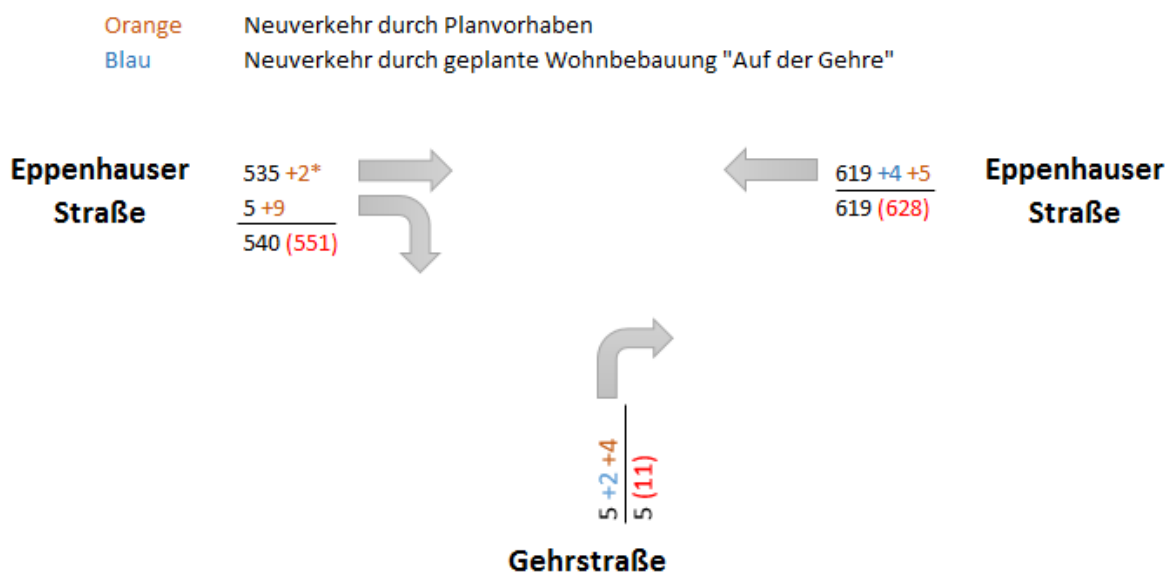 Orange Neuverkehr durch Planvorhaben
Blau Neuverkehr durch geplante Wohnbebauung "Auf der Gehre"
Eppenhauser
Straße
535 +2*
5 +9
540 (551)
619 +4 +5
619 (628)
Eppenhauser
Straße
5 +2 +4
5 (11)
Gehrstraße